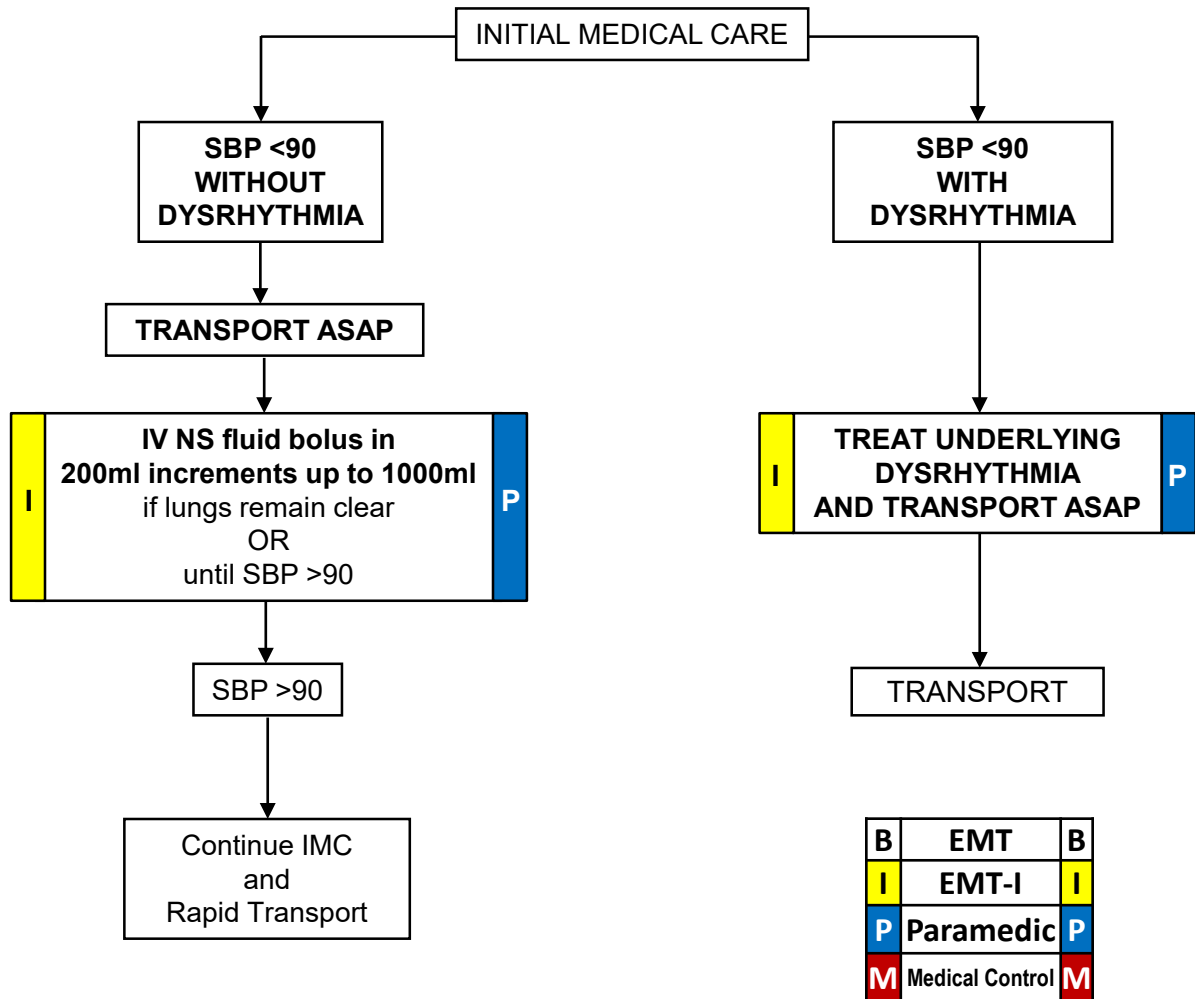 INITIAL MEDICAL CARE
SBP <90
WITHOUT
DYSRHYTHMIA
TRANSPORT ASAP
I
IV NS fluid bolus in
200ml increments up to 1000ml
if lungs remain clear
OR
until SBP >90
P
SBP >90
Continue IMC
and
Rapid Transport
SBP <90
WITH
DYSRHYTHMIA
I
TREAT UNDERLYING
DYSRHYTHMIA
AND TRANSPORT ASAP
P
TRANSPORT
B EMT B
I EMT-I I
P Paramedic P
M Medical Control M